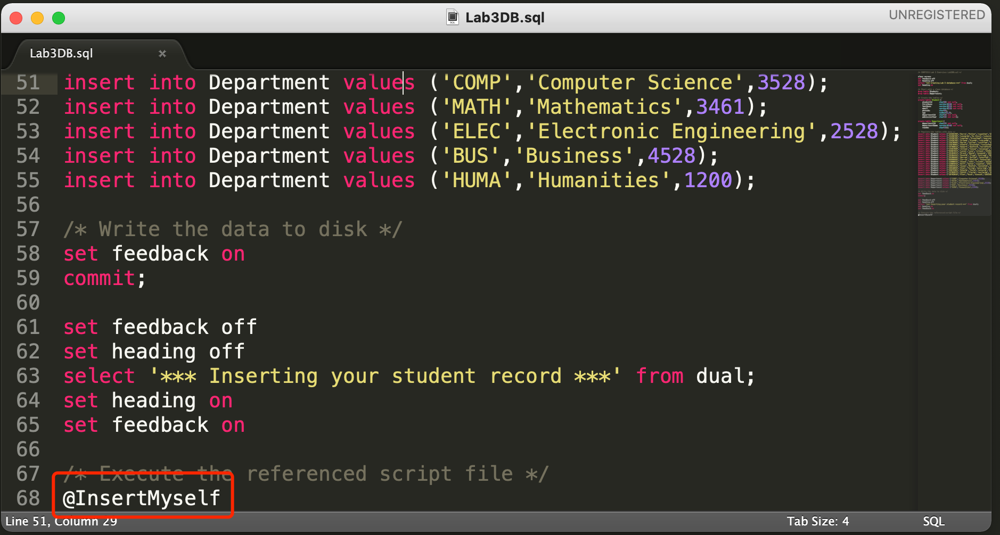 Lab3DB.sql
UNREGISTERED
Lab3DB.sql
51 insert into Department values ('COMP','Computer Science',3528);
52 insert into Department values ('MATH','Mathematics',3461);
53 insert into Department values ('ELEC','Electronic Engineering',2528);
54 insert into Department values ('BUS','Business',4528);
55 insert into Department values ('HUMA','Humanities',1200);
56
57 /* Write the data to disk */
58 set feedback on
59 commit;
60
61 set feedback off
62 set heading off
63 select '*** Inserting your student record ***' from dual;
64 set heading on
65 set feedback on
66
67 /* Execute the referenced script file */
68 @InsertMyself
Line 51, Column 29
Tab Size: 4
SQL